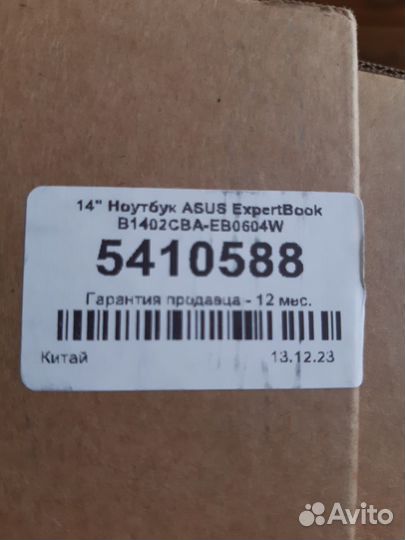 14" Ноутбук ASUS ExpertBook
B1402CBA-EB0604W
5410588
Гарантия продавца - 12 мес.
Китай 13.12.23
Avito